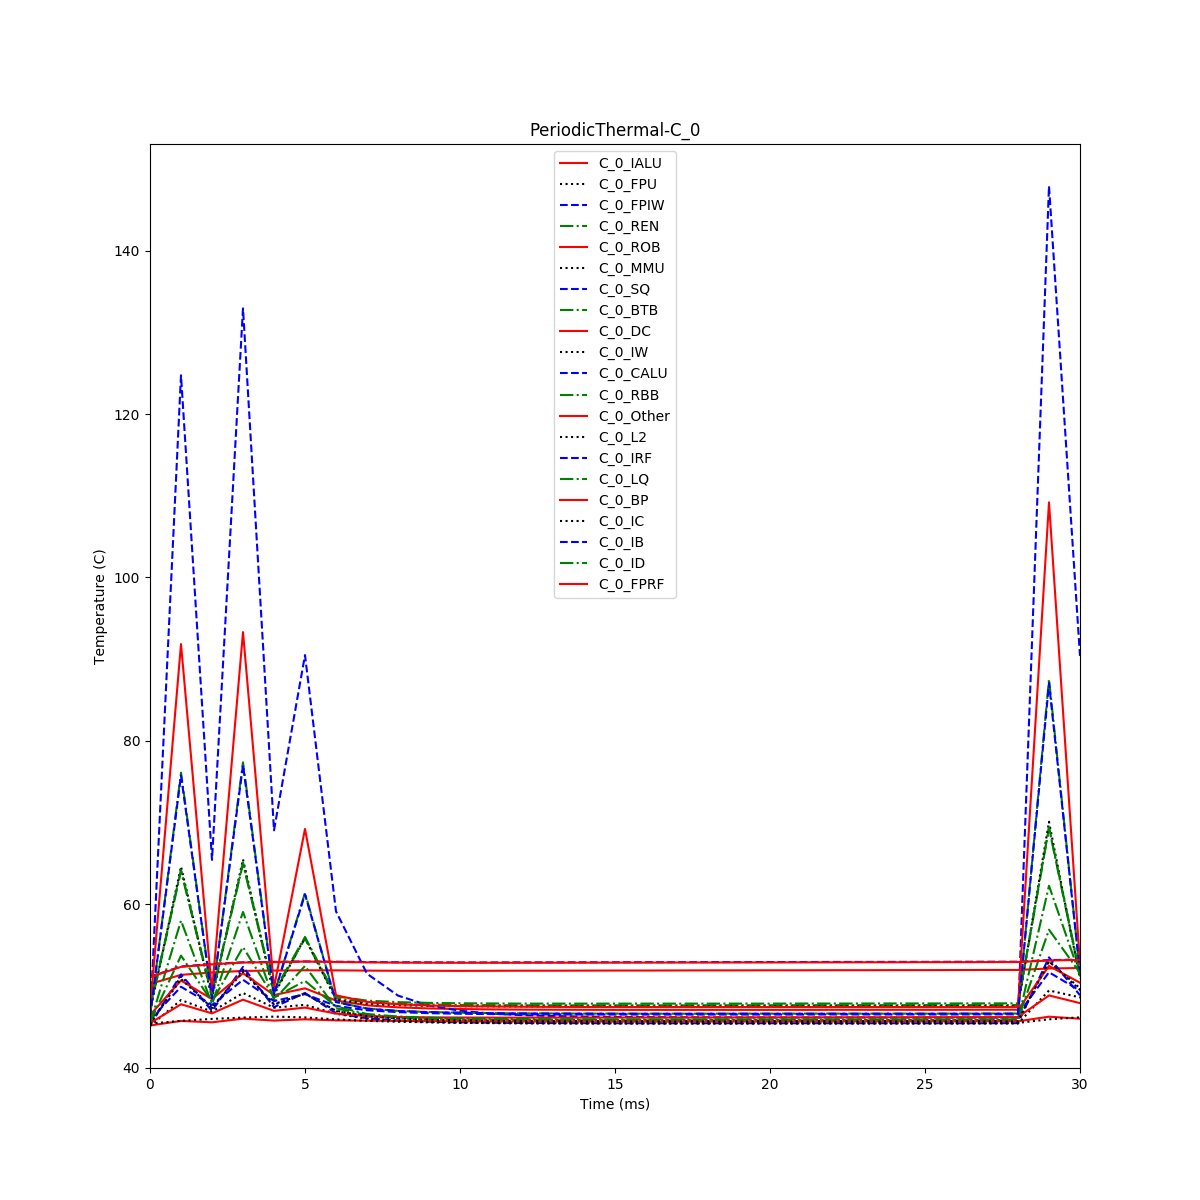 PeriodicThermal-C_0
C_0_IALU
C_0_FPU
C_0_FPIW
C_0_REN
C_0_ROB
C_0_MMU
C_0_SQ
C_0_BTB
C_0_DC
C_0_IW
C_0_CALU
C_0_RBB
C_0_Other
C_0_L2
C_0_IRF
C_0_LQ
C_0_BP
C_0_IC
C_0_IB
C_0_ID
C_0_FPRF
140
120
100
80
60
40
Temperature (C)
0 5 10 15 20 25 30
Time (ms)